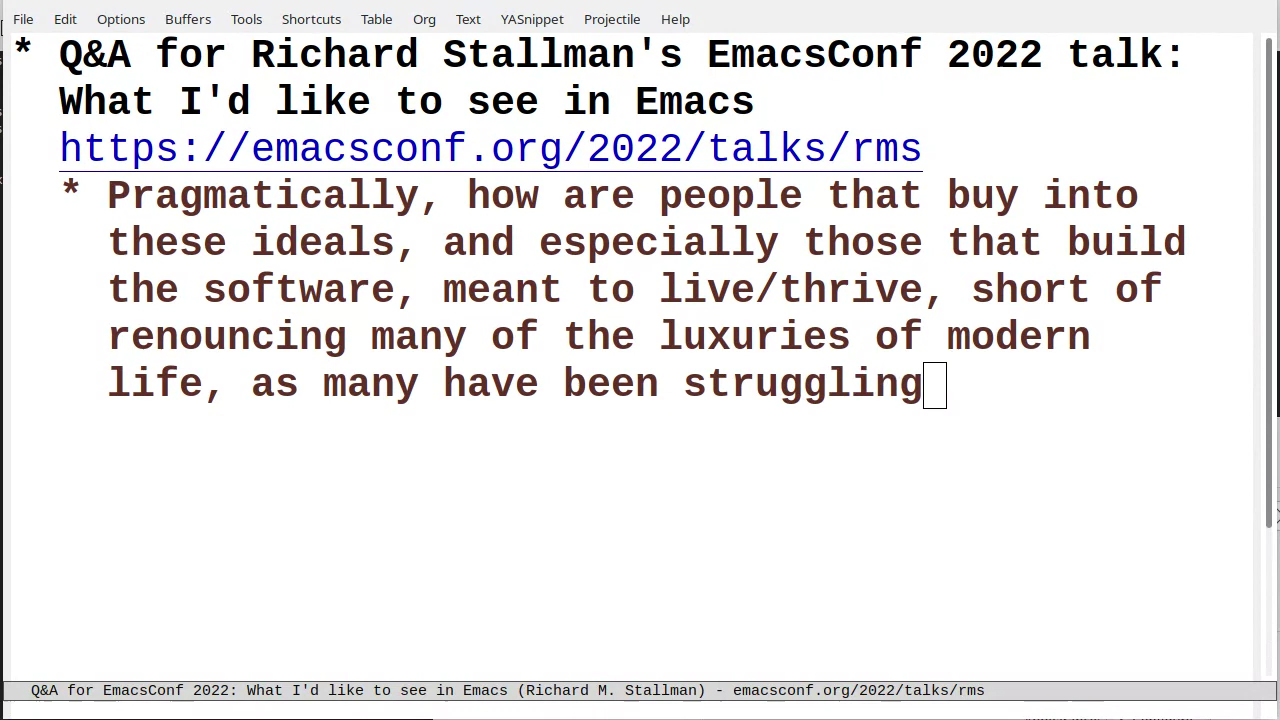 File Edit Options Buffers Tools Shortcuts Table Org Text YASnippet Projectile Help
* Q&A for Richard Stallman's EmacsConf 2022 talk:
What I'd like to see in Emacs
https://emacsconf.org/2022/talks/rms
* Pragmatically, how are people that buy into
these ideals, and especially those that build
the software, meant to live/thrive, short of
renouncing many of the luxuries of modern
life, as many have been struggling
Q&A for EmacsConf 2022: What I'd like to see in Emacs (Richard M. Stallman) - emacsconf.org/2022/talks/rms